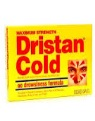 MAXIMUM STRENGTH
Dristan
Cold
no drowsiness formula